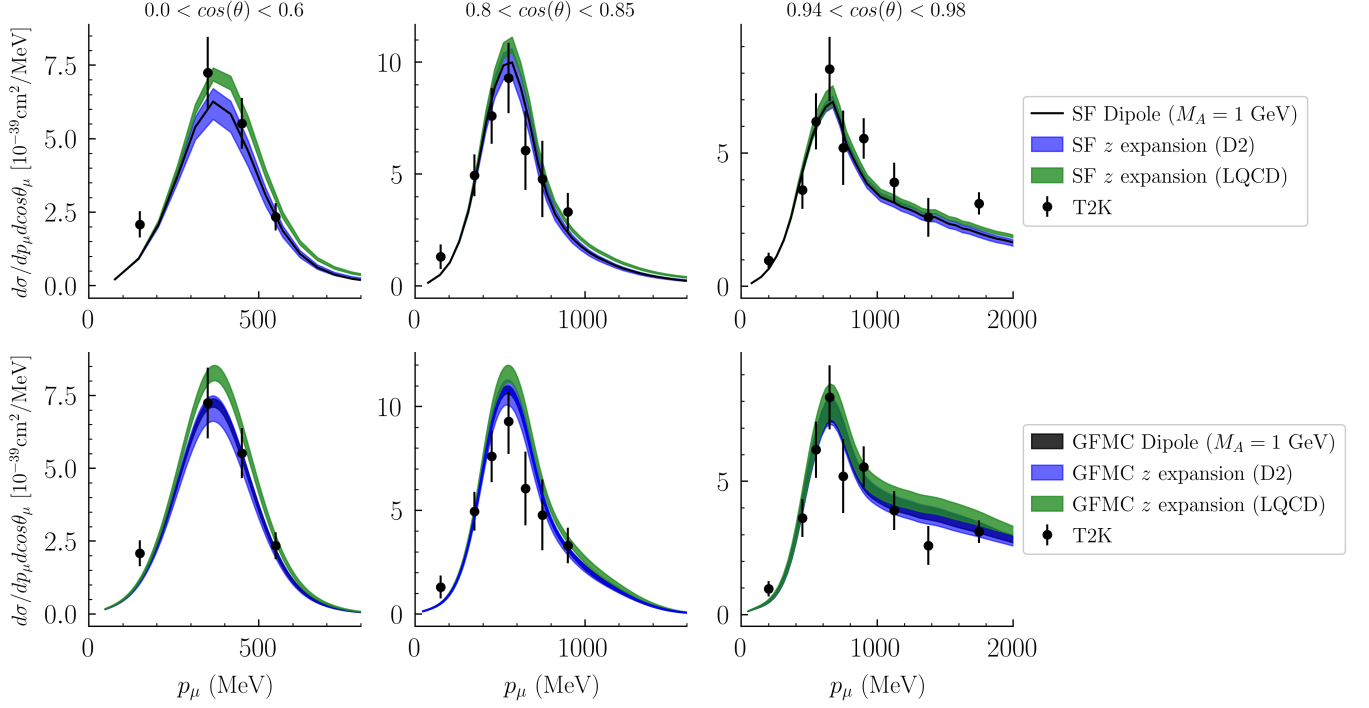 0.0 < cos(θ) < 0.6
0.8 < cos(θ) < 0.85
0.94 < cos(θ) < 0.98
dσ/dp_μdcosθ_μ [10^−39cm²/MeV]
7.5
5.0
2.5
0.0
0
500
10
5
0
0
1000
5
0
0
1000
2000
SF Dipole (M_A = 1 GeV)
SF z expansion (D2)
SF z expansion (LQCD)
T2K
dσ/dp_μdcosθ_μ [10^−39cm²/MeV]
7.5
5.0
2.5
0.0
0
500
p_μ (MeV)
10
5
0
0
1000
p_μ (MeV)
5
0
0
1000
2000
p_μ (MeV)
GFMC Dipole (M_A = 1 GeV)
GFMC z expansion (D2)
GFMC z expansion (LQCD)
T2K